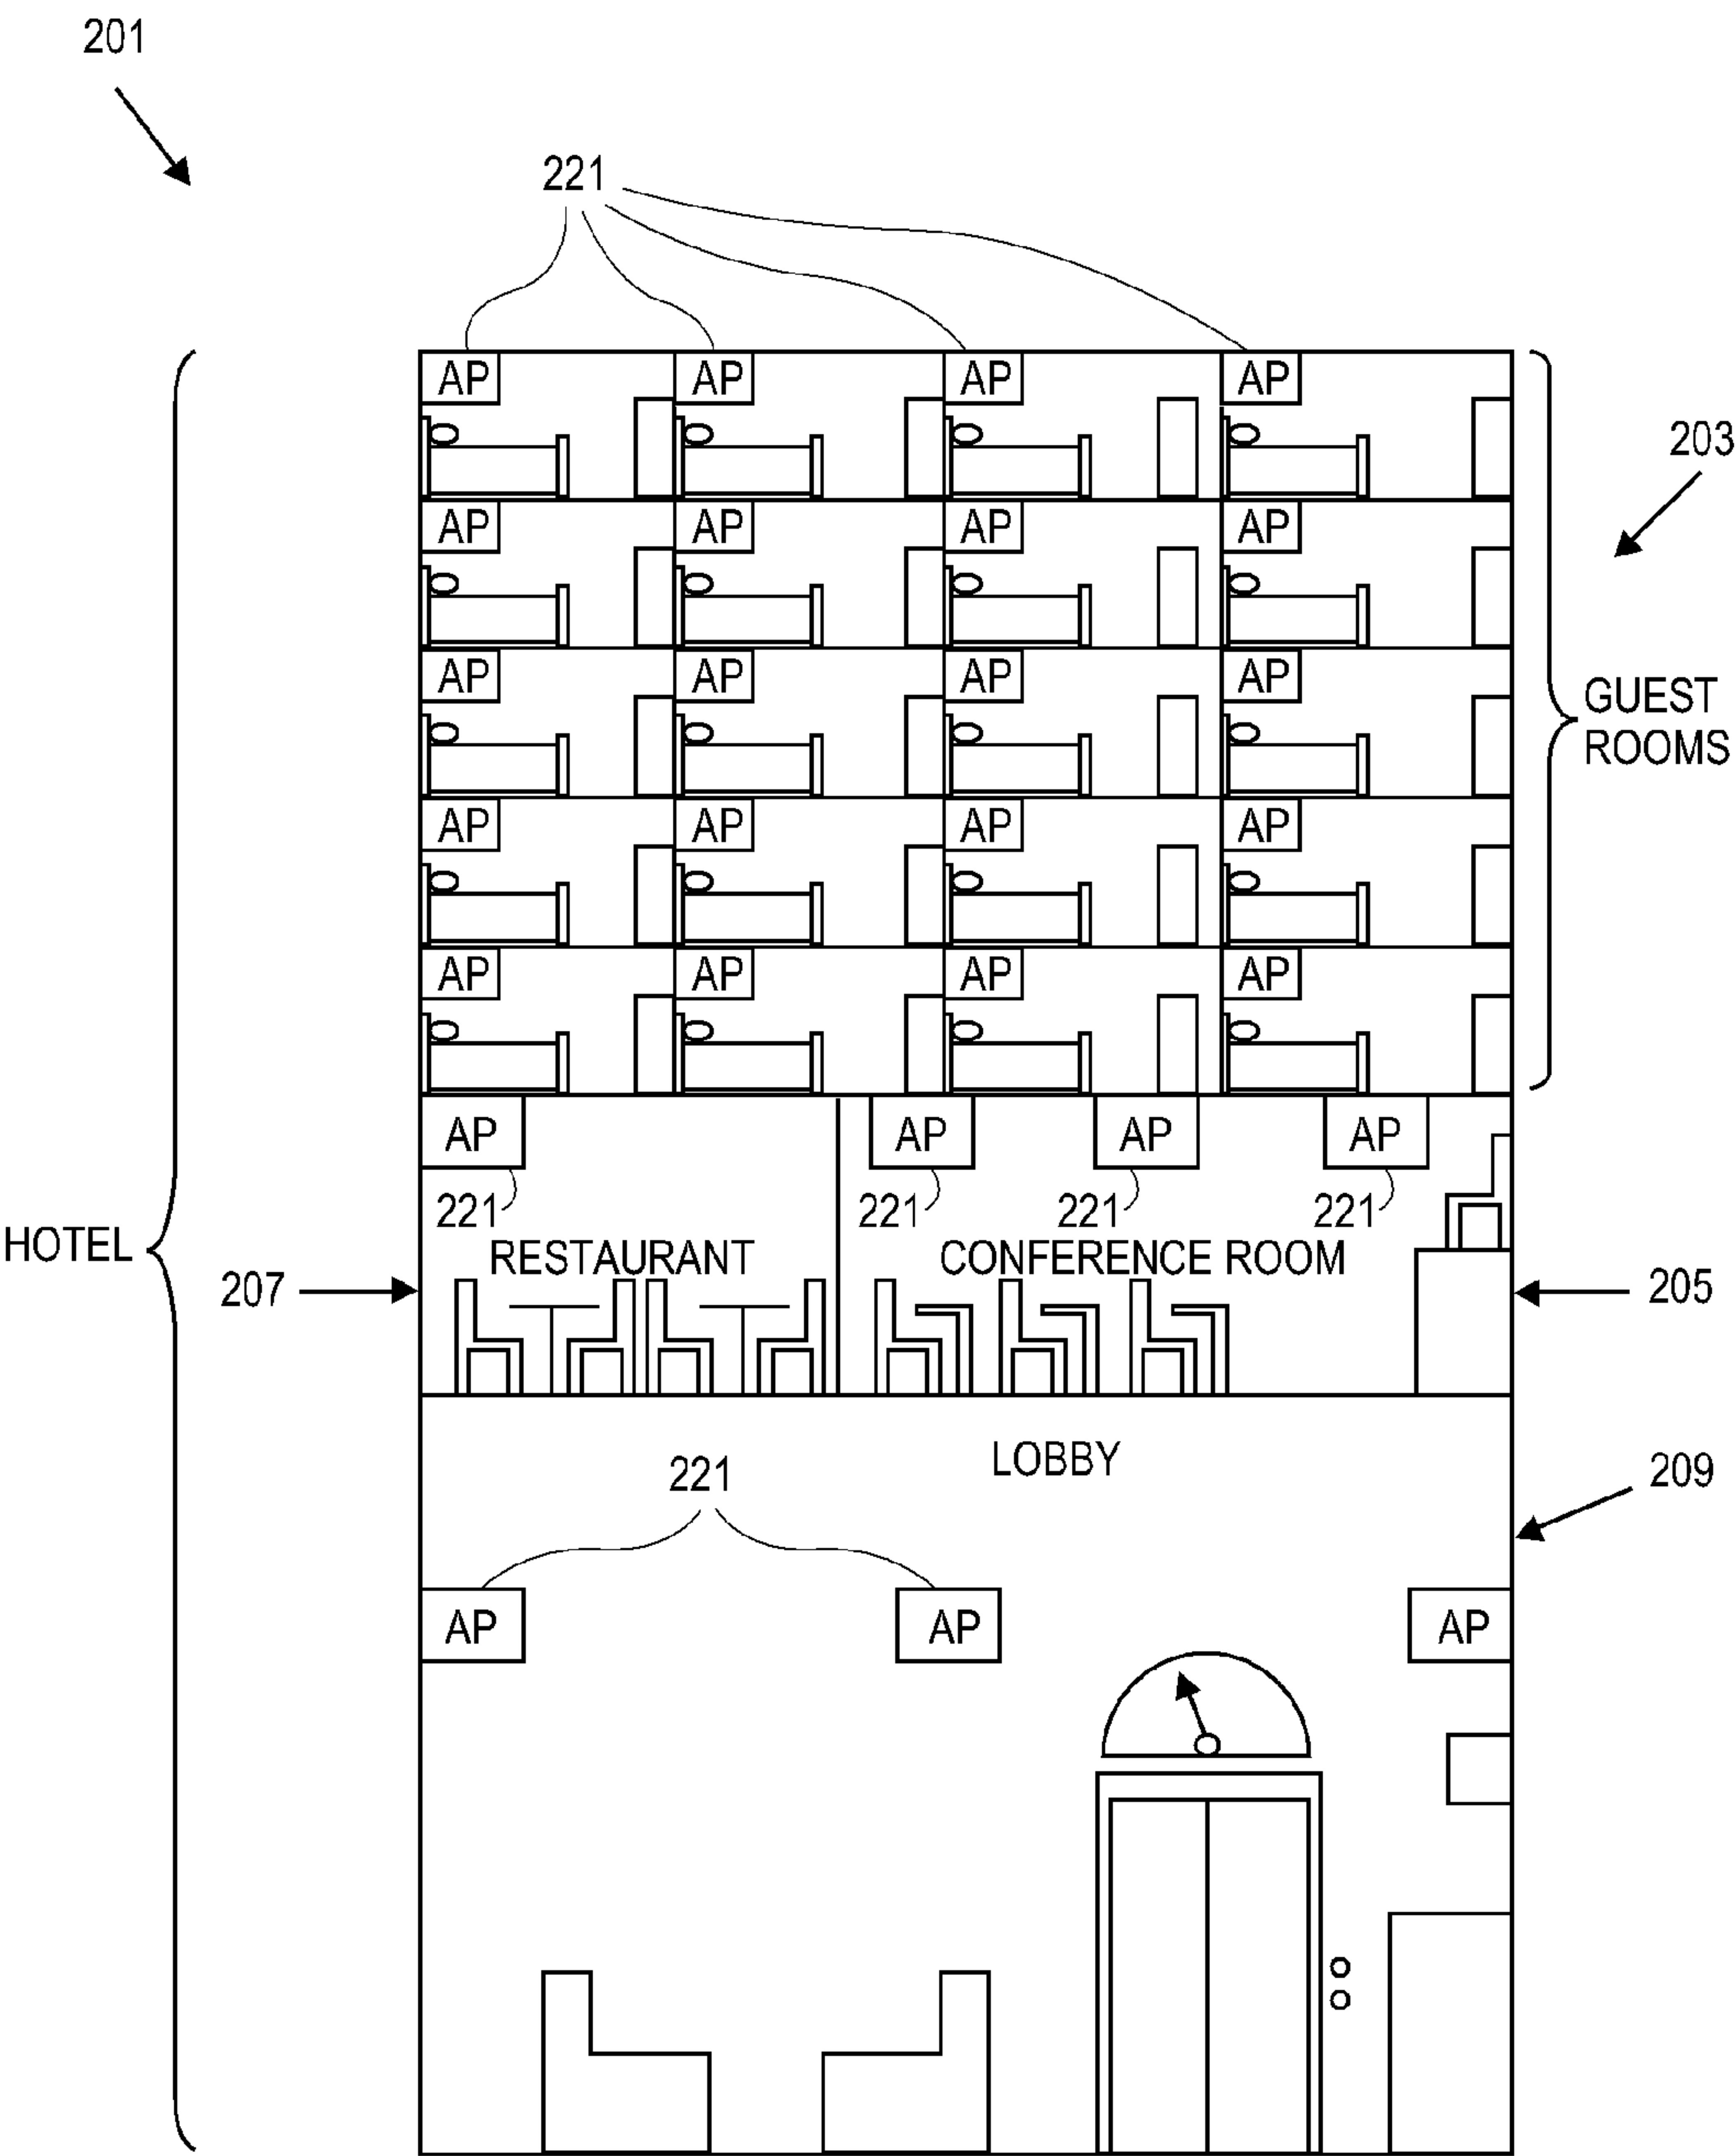 201
221
AP AP AP AP
203
AP AP AP AP
AP AP AP AP
GUEST
ROOMS
AP AP AP AP
AP AP AP AP
AP AP AP AP
221 221 221 221
HOTEL
RESTAURANT CONFERENCE ROOM
207
205
LOBBY
221
209
AP AP AP